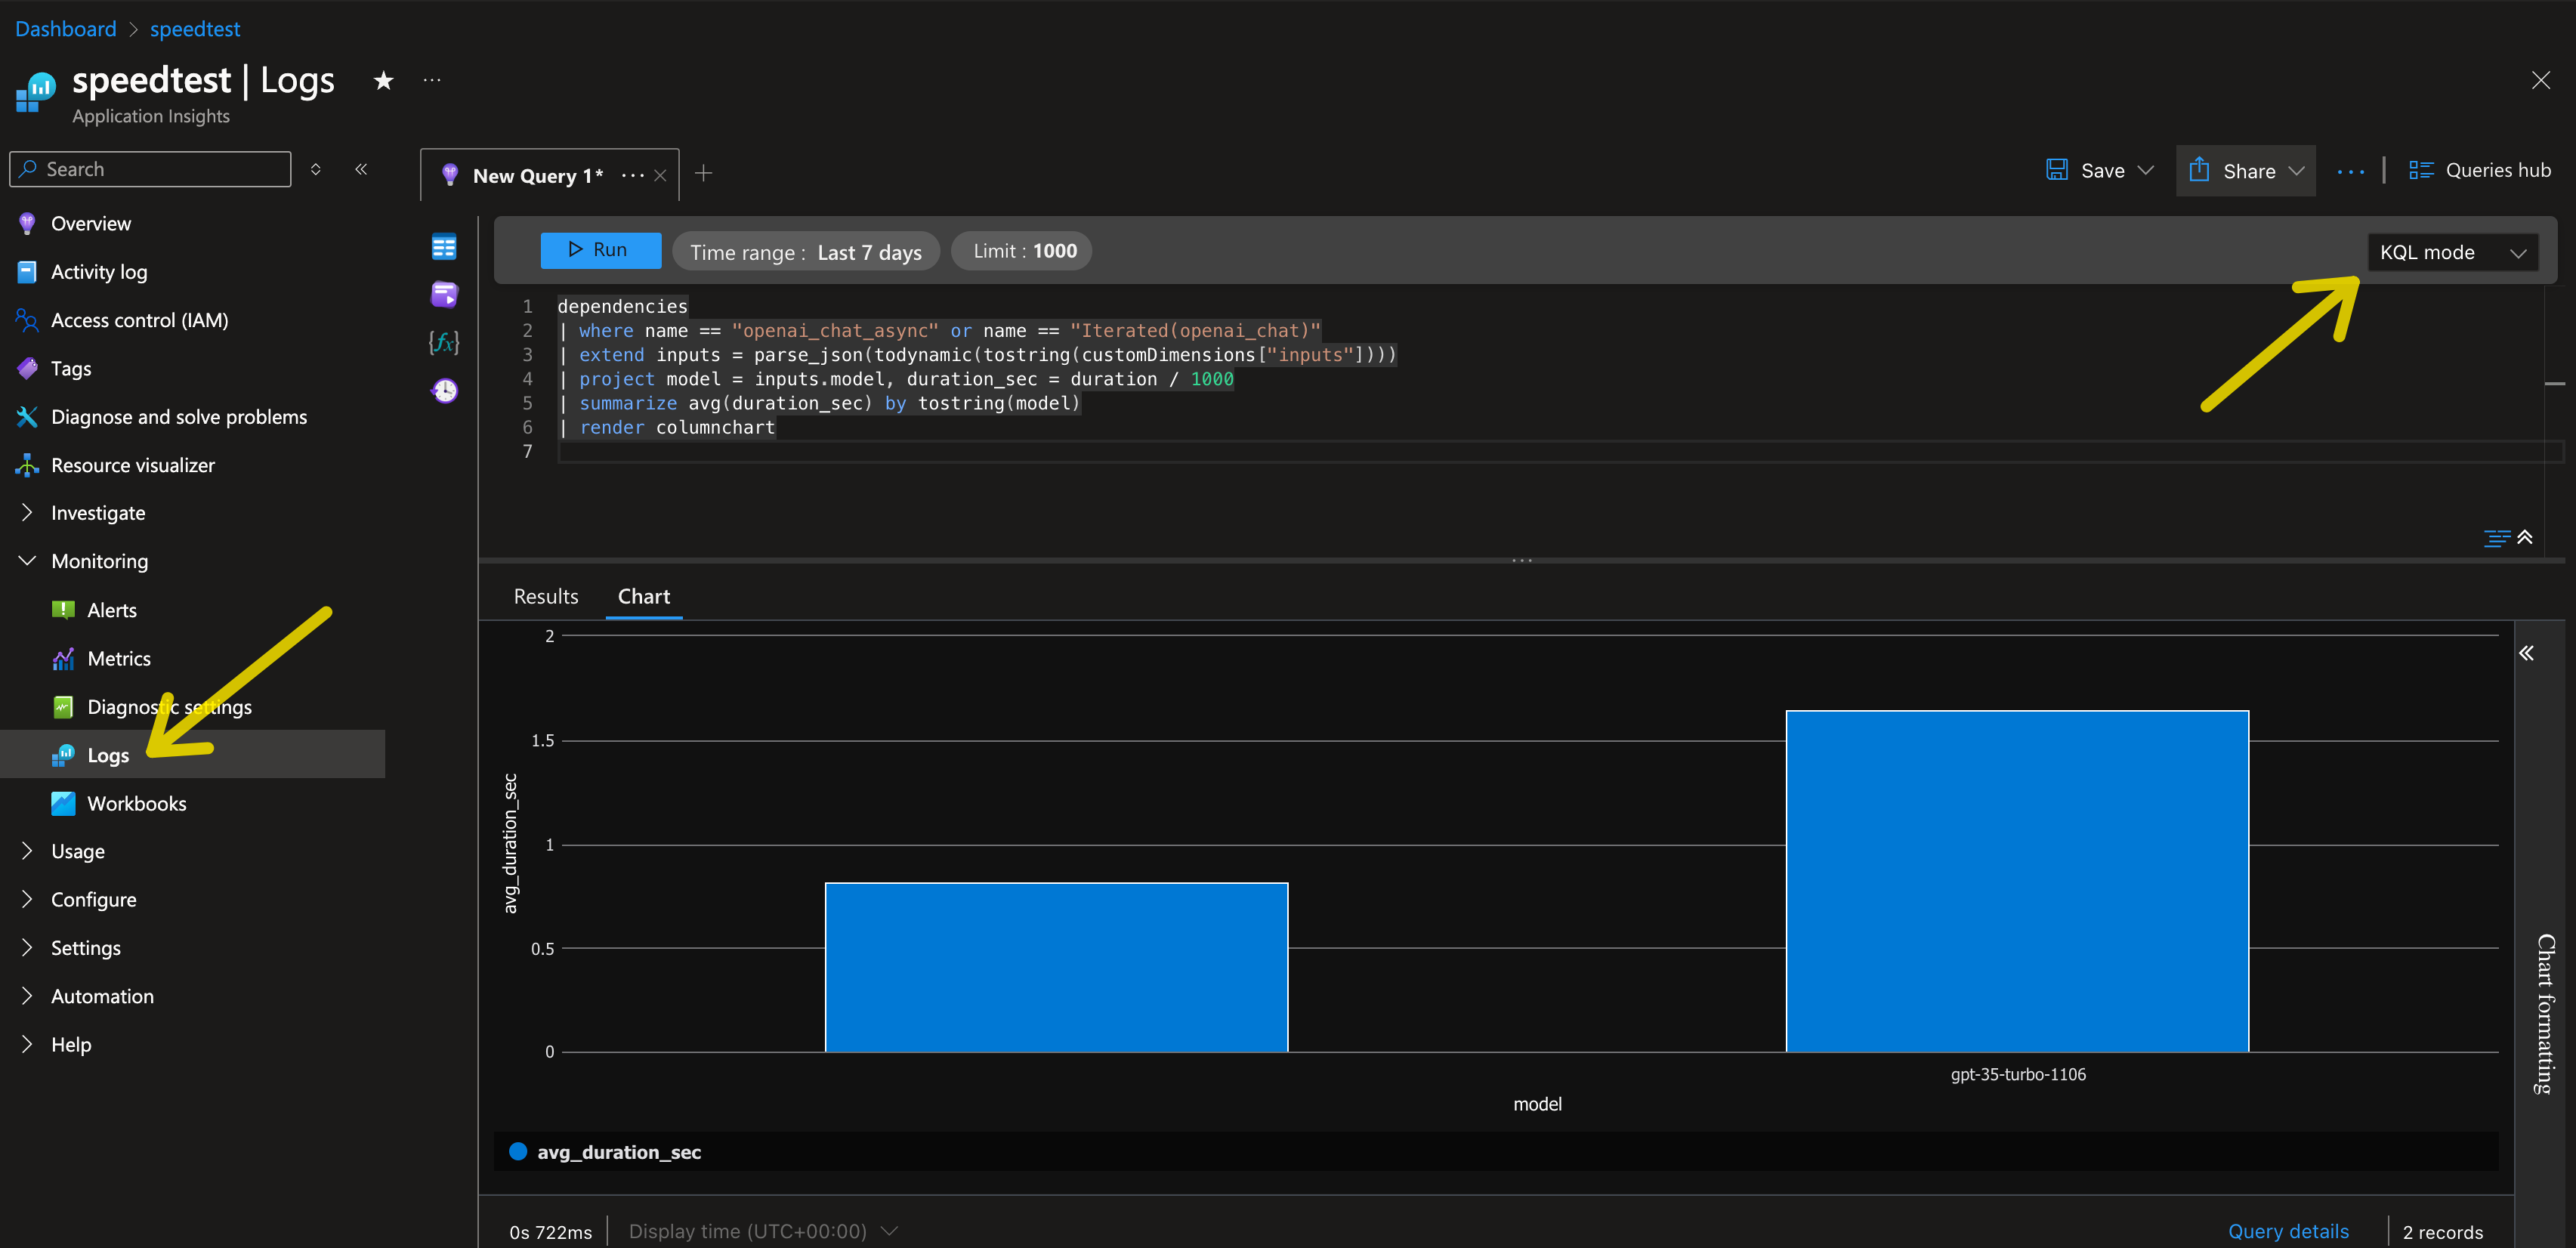 Dashboard > speedtest
speedtest | Logs
Application Insights
Search
Overview
Activity log
Access control (IAM)
Tags
Diagnose and solve problems
Resource visualizer
Investigate
Monitoring
Alerts
Metrics
Diagnostic settings
Logs
Workbooks
Usage
Configure
Settings
Automation
Help
New Query 1*
Save
Share
Queries hub
Run
Time range : Last 7 days
Limit : 1000
KQL mode
1 dependencies
2 | where name == "openai_chat_async" or name == "Iterated(openai_chat)"
3 | extend inputs = parse_json(todynamic(tostring(customDimensions["inputs"])))
4 | project model = inputs.model, duration_sec = duration / 1000
5 | summarize avg(duration_sec) by tostring(model)
6 | render columnchart
7
Results
Chart
2
1.5
1
0.5
0
avg_duration_sec
gpt-35-turbo-1106
model
avg_duration_sec
Chart formatting
0s 722ms
Display time (UTC+00:00)
Query details
2 records